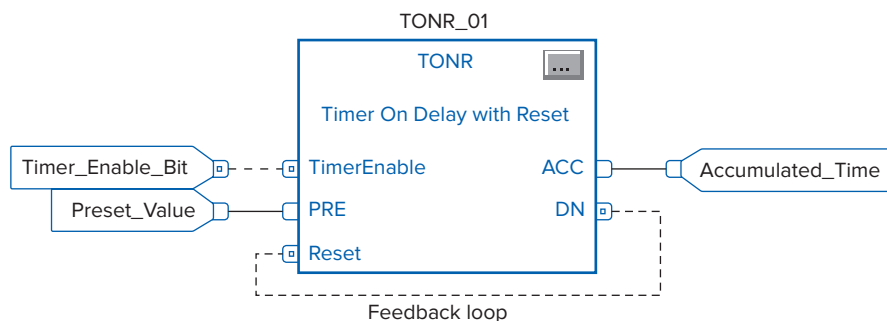 TONR_01
TONR
...
Timer On Delay with Reset
Timer_Enable_Bit
TimerEnable
ACC
Accumulated_Time
Preset_Value
PRE
DN
Reset
Feedback loop